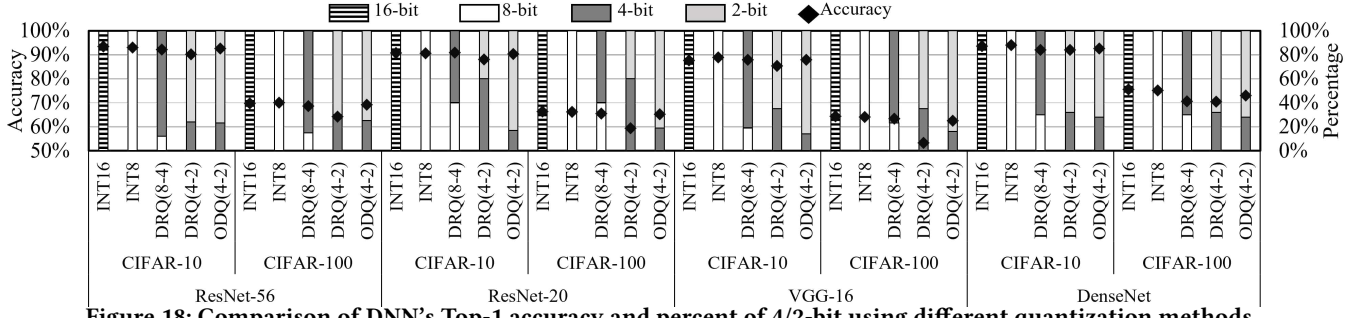 16-bit 8-bit 4-bit 2-bit Accuracy
100% 100%
90% 80%
80% 60%
70% 40%
60% 20%
50% 0%
Accuracy
Percentage
INT16 INT8 DRQ(8-4) DRQ(4-2) ODQ(4-2) INT16 INT8 DRQ(8-4) DRQ(4-2) ODQ(4-2) INT16 INT8 DRQ(8-4) DRQ(4-2) ODQ(4-2) INT16 INT8 DRQ(8-4) DRQ(4-2) ODQ(4-2) INT16 INT8 DRQ(8-4) DRQ(4-2) ODQ(4-2) INT16 INT8 DRQ(8-4) DRQ(4-2) ODQ(4-2) INT16 INT8 DRQ(8-4) DRQ(4-2) ODQ(4-2) INT16 INT8 DRQ(8-4) DRQ(4-2) ODQ(4-2)
CIFAR-10 CIFAR-100 CIFAR-10 CIFAR-100 CIFAR-10 CIFAR-100 CIFAR-10 CIFAR-100
ResNet-56 ResNet-20 VGG-16 DenseNet
Figure 18: Comparison of DNN's Top-1 accuracy and percent of 4/2-bit using different quantization methods